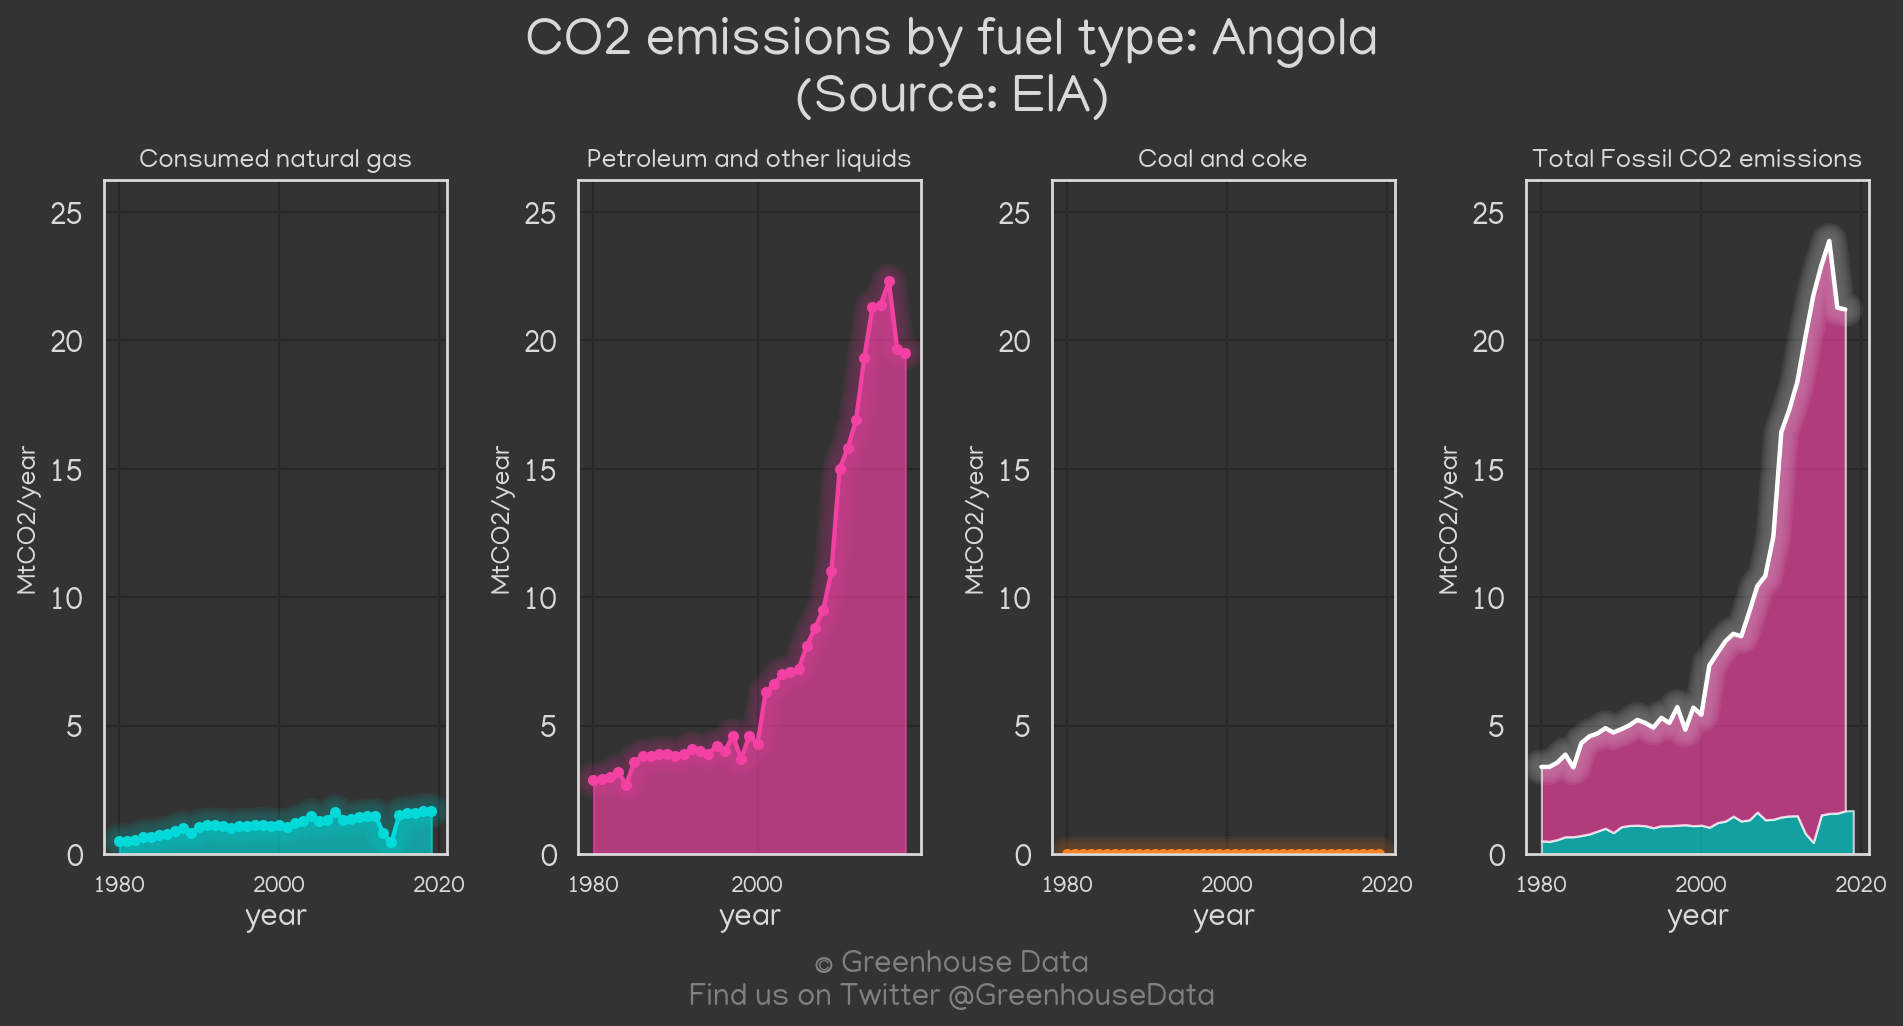 CO2 emissions by fuel type: Angola
(Source: EIA)
Consumed natural gas
Petroleum and other liquids
Coal and coke
Total Fossil CO2 emissions
MtCO2/year
25
20
15
10
5
0
1980
2000
2020
year
MtCO2/year
25
20
15
10
5
0
1980
2000
year
MtCO2/year
25
20
15
10
5
0
1980
2000
2020
year
MtCO2/year
25
20
15
10
5
0
1980
2000
2020
year
© Greenhouse Data
Find us on Twitter @GreenhouseData